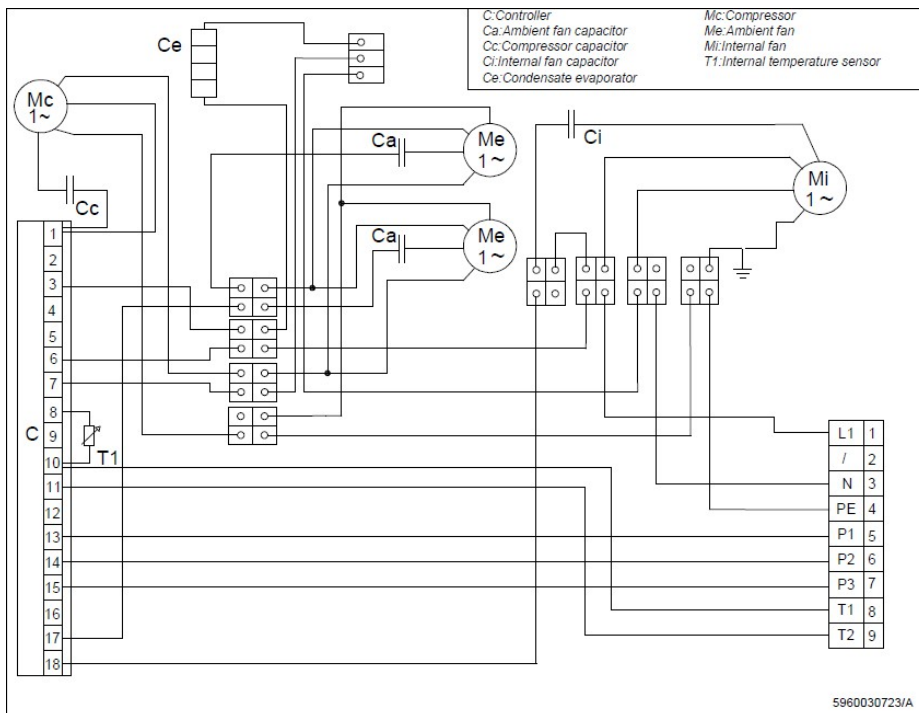 C:Controller
Ca:Ambient fan capacitor
Cc:Compressor capacitor
Ci:Internal fan capacitor
Ce:Condensate evaporator
Mc:Compressor
Me:Ambient fan
Mi:Internal fan
T1:Internal temperature sensor
Ce
Mc
1~
Cc
Ca
Me
1~
Ca
Me
1~
Ci
Mi
1~
C
1
2
3
4
5
6
7
8
9
10
11
12
13
14
15
16
17
18
T1
L1 1
/ 2
N 3
PE 4
P1 5
P2 6
P3 7
T1 8
T2 9
5960030723/A